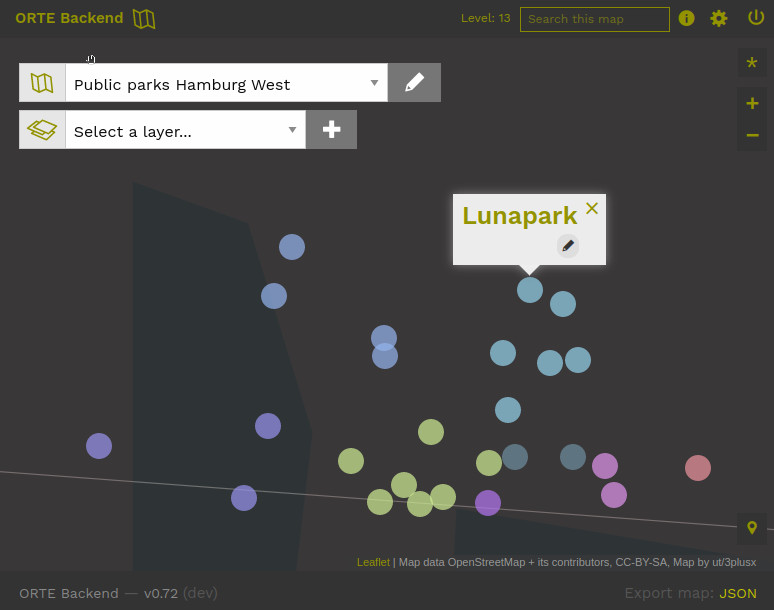 ORTE Backend
Level: 13
Search this map
Public parks Hamburg West
Select a layer...
Lunapark
Leaflet | Map data OpenStreetMap + its contributors, CC-BY-SA, Map by ut/3plusx
ORTE Backend — v0.72 (dev)
Export map: JSON